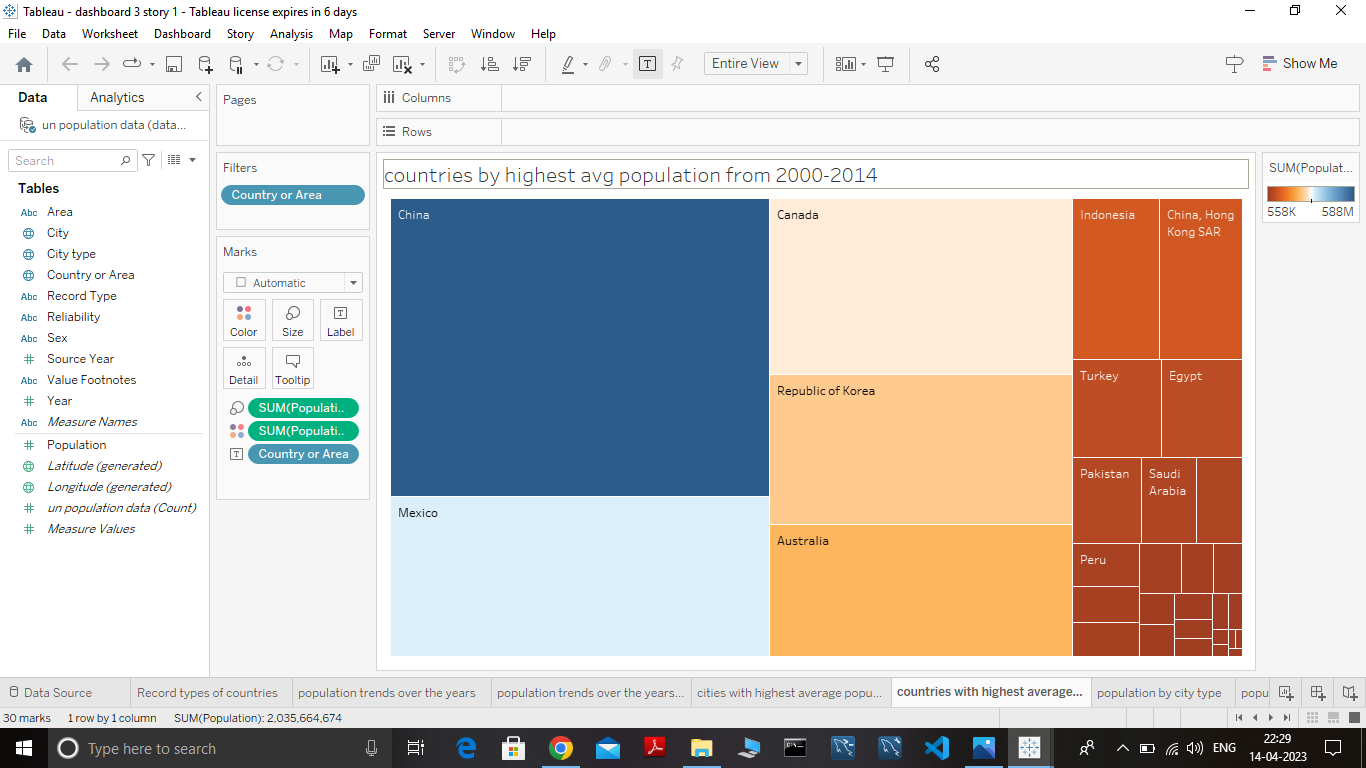 Tableau - dashboard 3 story 1 - Tableau license expires in 6 days
File Data Worksheet Dashboard Story Analysis Map Format Server Window Help
Entire View
Show Me
Data Analytics
un population data (data...
Search
Tables
Abc Area
City
City type
Country or Area
Abc Record Type
Abc Reliability
Abc Sex
Source Year
Abc Value Footnotes
Year
Abc Measure Names
Population
Latitude (generated)
Longitude (generated)
un population data (Count)
Measure Values
Pages
Filters
Country or Area
Marks
Automatic
Color Size Label
Detail Tooltip
SUM(Populati..
SUM(Populati..
Country or Area
Columns
Rows
countries by highest avg population from 2000-2014
China
Mexico
Canada
Republic of Korea
Australia
Indonesia
China, Hong
Kong SAR
Turkey
Egypt
Pakistan
Saudi
Arabia
Peru
SUM(Populat...
558K 588M
Data Source Record types of countries population trends over the years population trends over the years... cities with highest average popu... countries with highest average... population by city type popu
30 marks 1 row by 1 column SUM(Population): 2,035,664,674
Type here to search
ENG
22:29
14-04-2023